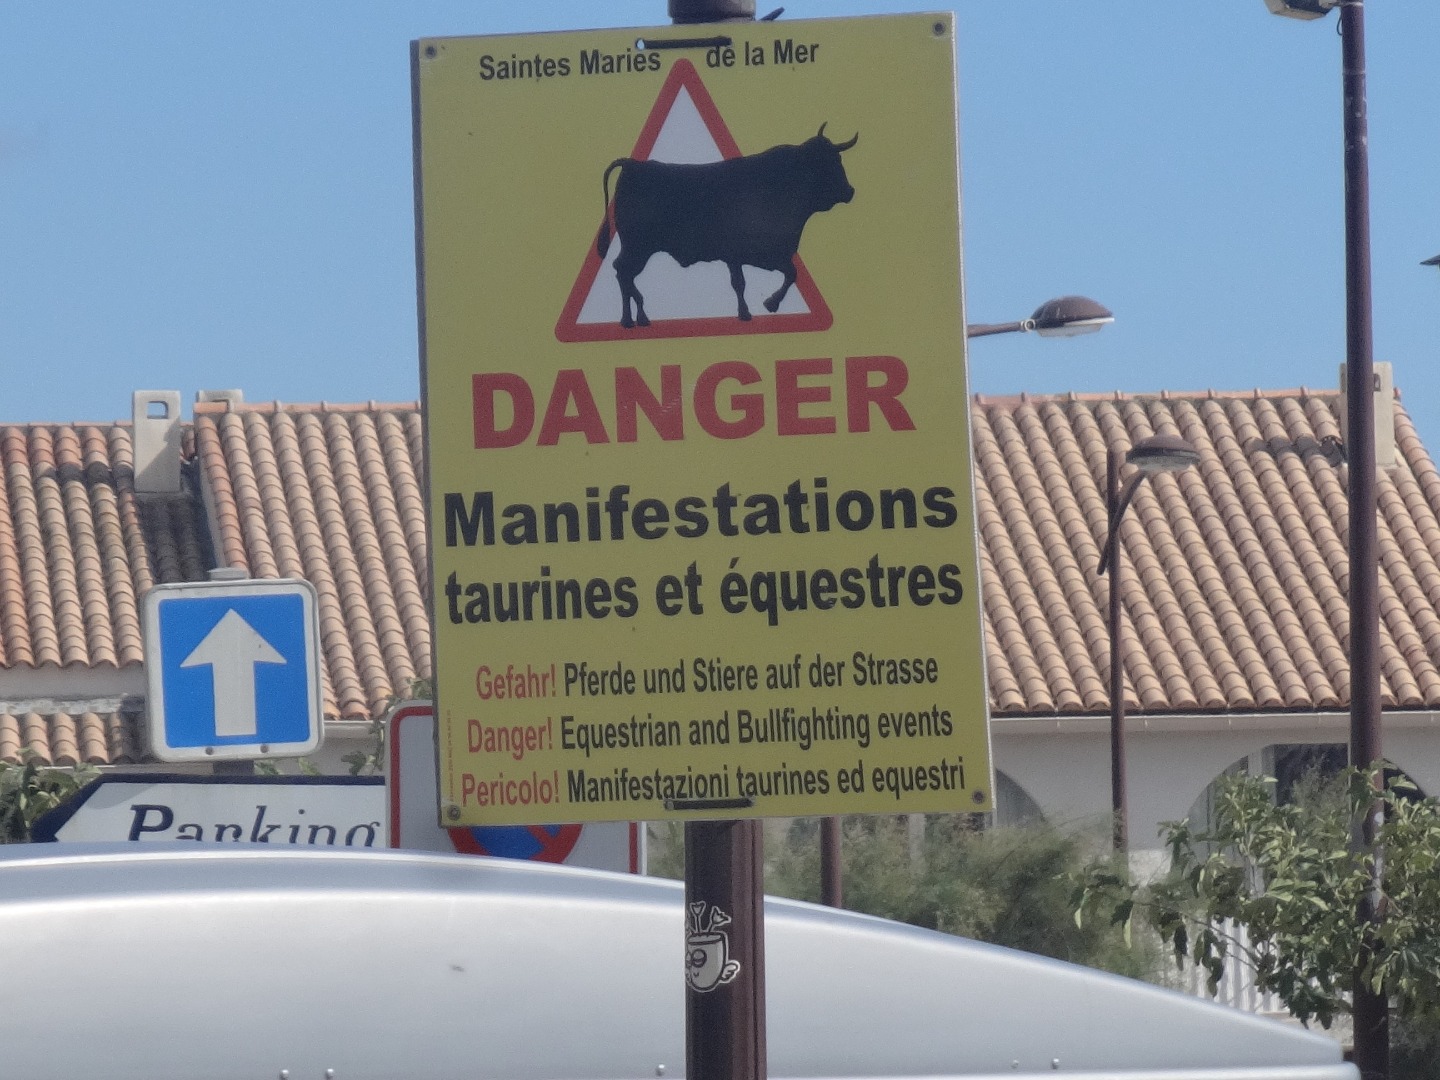 Saintes Maries de la Mer
DANGER
Manifestations
taurines et équestres
Gefahr! Pferde und Stiere auf der Strasse
Danger! Equestrian and Bullfighting events
Pericolo! Manifestazioni taurines ed equestri
Parking